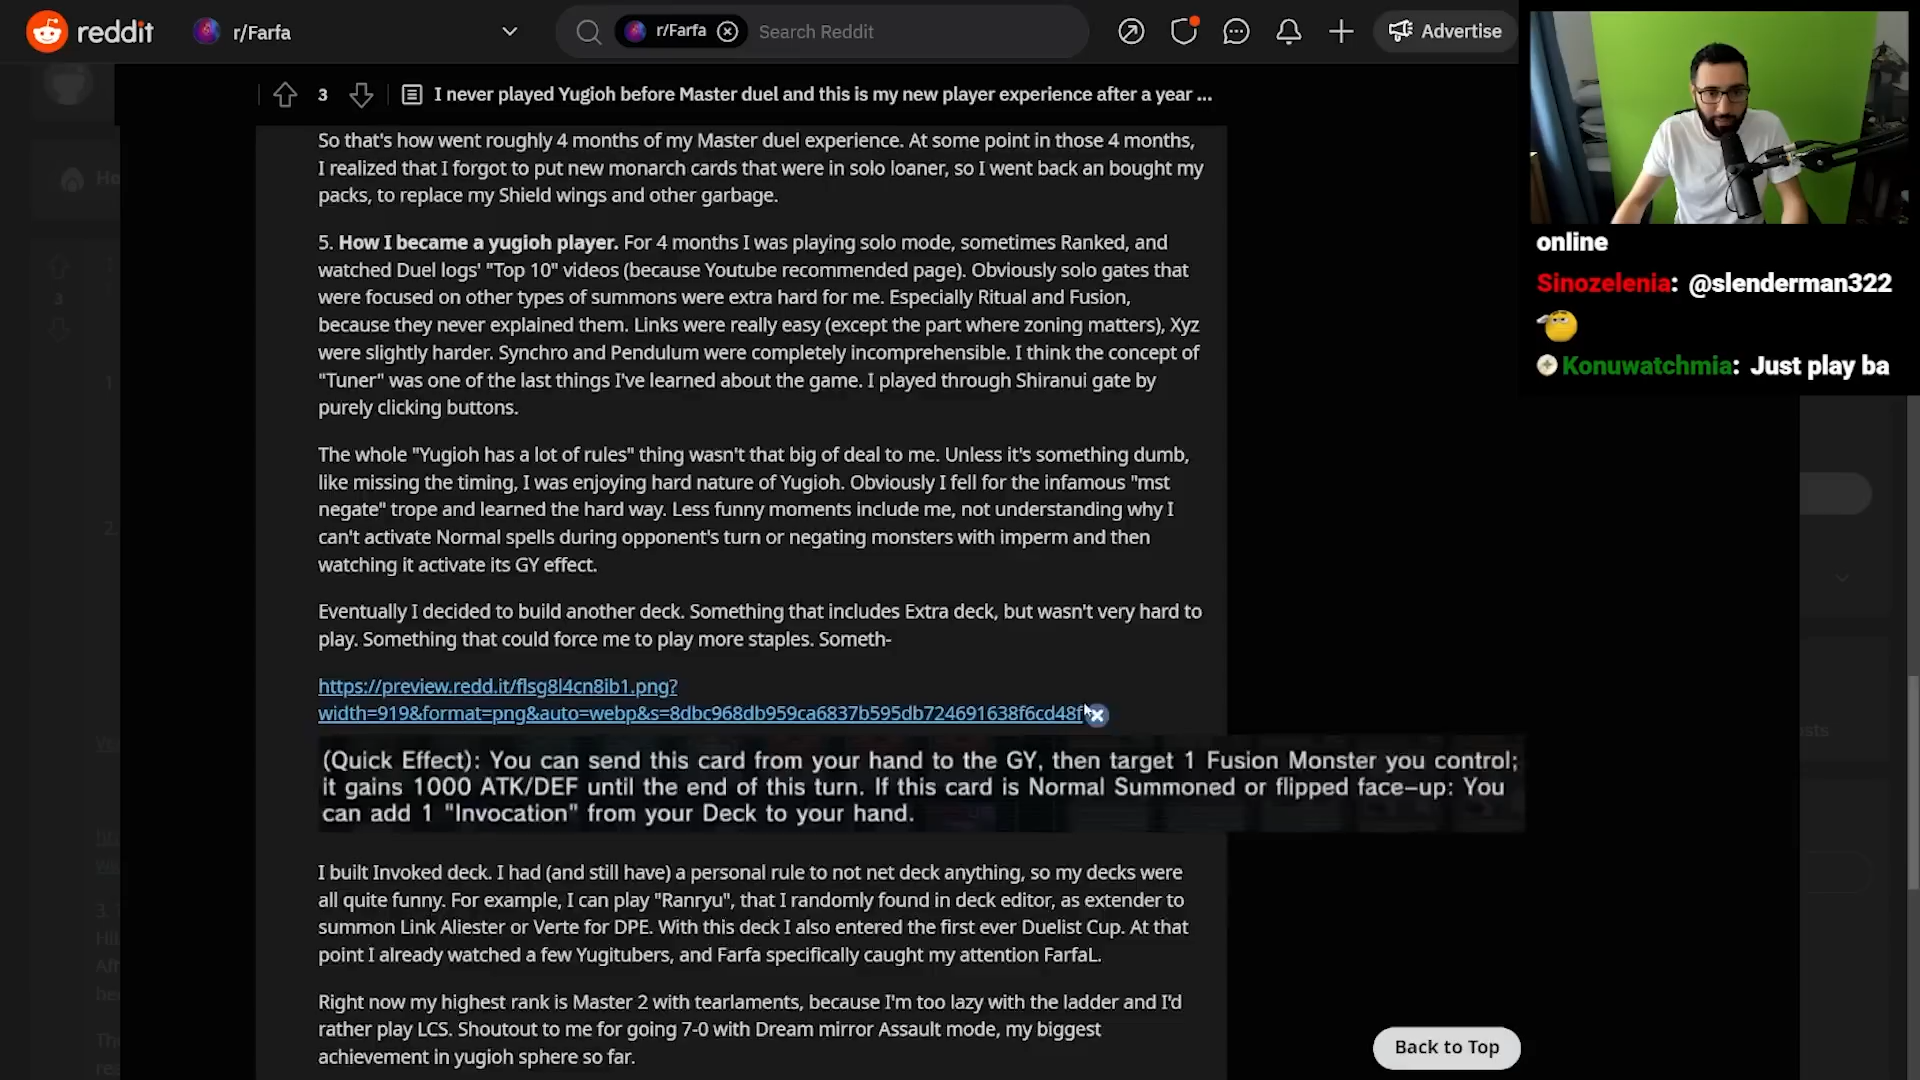 reddit
r/Farfa
r/Farfa
Search Reddit
Advertise
3
I never played Yugioh before Master duel and this is my new player experience after a year ...
So that's how went roughly 4 months of my Master duel experience. At some point in those 4 months,
I realized that I forgot to put new monarch cards that were in solo loaner, so I went back an bought my
packs, to replace my Shield wings and other garbage.
5. How I became a yugioh player. For 4 months I was playing solo mode, sometimes Ranked, and
watched Duel logs' "Top 10" videos (because Youtube recommended page). Obviously solo gates that
were focused on other types of summons were extra hard for me. Especially Ritual and Fusion,
because they never explained them. Links were really easy (except the part where zoning matters), Xyz
were slightly harder. Synchro and Pendulum were completely incomprehensible. I think the concept of
"Tuner" was one of the last things I've learned about the game. I played through Shiranui gate by
purely clicking buttons.
The whole "Yugioh has a lot of rules" thing wasn't that big of deal to me. Unless it's something dumb,
like missing the timing, I was enjoying hard nature of Yugioh. Obviously I fell for the infamous "mst
negate" trope and learned the hard way. Less funny moments include me, not understanding why I
can't activate Normal spells during opponent's turn or negating monsters with imperm and then
watching it activate its GY effect.
Eventually I decided to build another deck. Something that includes Extra deck, but wasn't very hard to
play. Something that could force me to play more staples. Someth-
https://preview.redd.it/flsg8l4cn8ib1.png?
width=919&format=png&auto=webp&s=8dbc968db959ca6837b595db724691638f6cd48f
(Quick Effect): You can send this card from your hand to the GY, then target 1 Fusion Monster you control;
it gains 1000 ATK/DEF until the end of this turn. If this card is Normal Summoned or flipped face-up: You
can add 1 "Invocation" from your Deck to your hand.
I built Invoked deck. I had (and still have) a personal rule to not net deck anything, so my decks were
all quite funny. For example, I can play "Ranryu", that I randomly found in deck editor, as extender to
summon Link Aliester or Verte for DPE. With this deck I also entered the first ever Duelist Cup. At that
point I already watched a few Yugitubers, and Farfa specifically caught my attention FarfaL.
Right now my highest rank is Master 2 with tearlaments, because I'm too lazy with the ladder and I'd
rather play LCS. Shoutout to me for going 7-0 with Dream mirror Assault mode, my biggest
achievement in yugioh sphere so far.
Back to Top
online
Sinozelenia: @slenderman322
Konuwatchmia: Just play ba